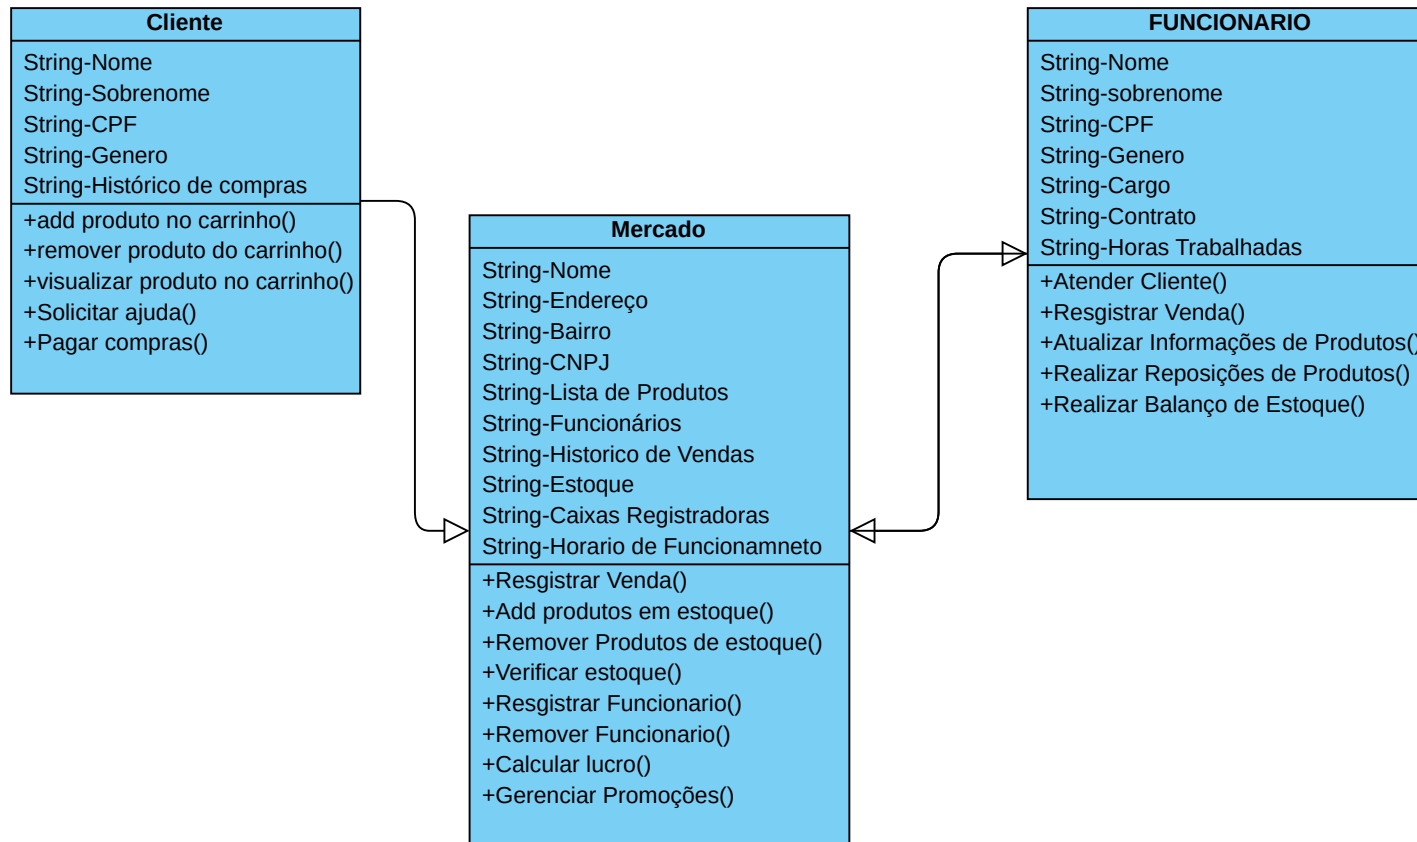 Cliente
String-Nome
String-Sobrenome
String-CPF
String-Genero
String-Histórico de compras
+add produto no carrinho()
+remover produto do carrinho()
+visualizar produto no carrinho()
+Solicitar ajuda()
+Pagar compras()
Mercado
String-Nome
String-Endereço
String-Bairro
String-CNPJ
String-Lista de Produtos
String-Funcionários
String-Historico de Vendas
String-Estoque
String-Caixas Registradoras
String-Horario de Funcionamneto
+Resgistrar Venda()
+Add produtos em estoque()
+Remover Produtos de estoque()
+Verificar estoque()
+Resgistrar Funcionario()
+Remover Funcionario()
+Calcular lucro()
+Gerenciar Promoções()
FUNCIONARIO
String-Nome
String-sobrenome
String-CPF
String-Genero
String-Cargo
String-Contrato
String-Horas Trabalhadas
+Atender Cliente()
+Resgistrar Venda()
+Atualizar Informações de Produtos()
+Realizar Reposições de Produtos()
+Realizar Balanço de Estoque()